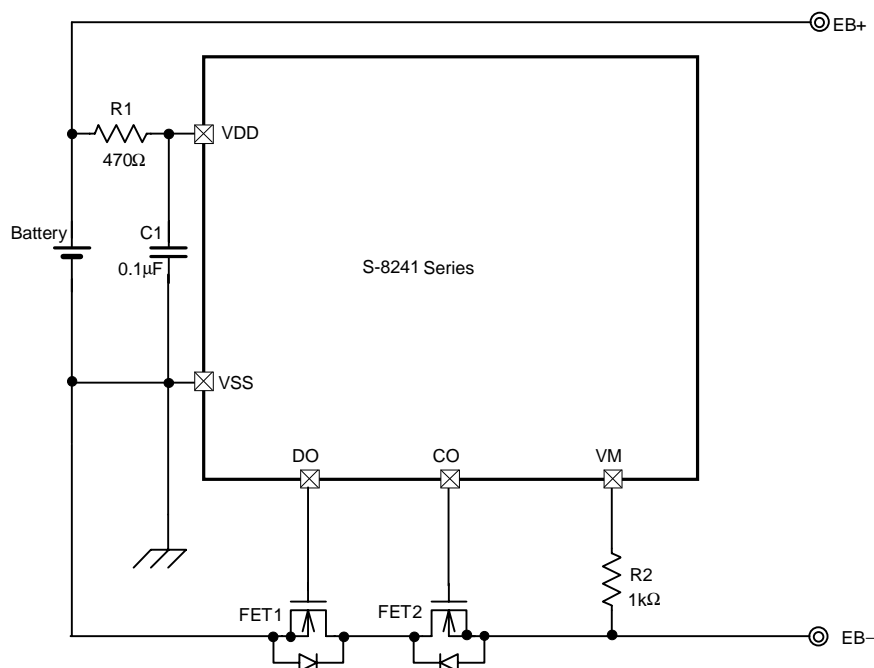 EB+
R1
VDD
470Ω
Battery
C1
0.1µF
S-8241 Series
VSS
DO
CO
VM
R2
1kΩ
FET1
FET2
EB−